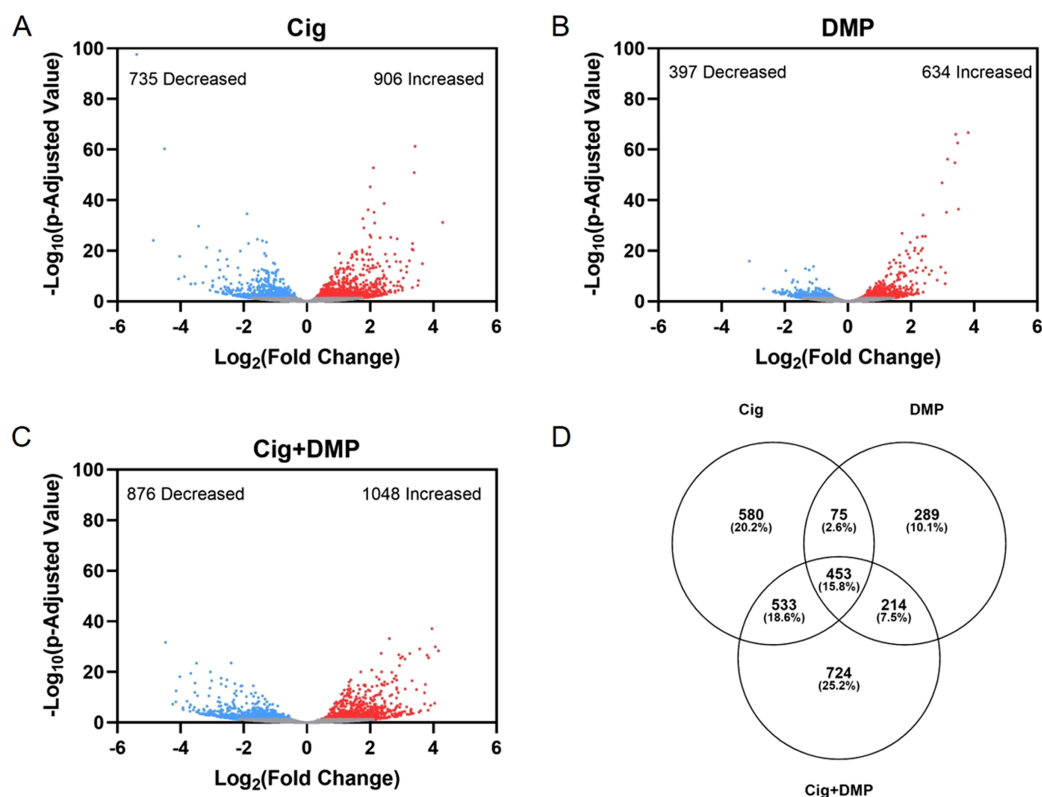 A
Cig
100
80
60
40
20
0
-Log10(p-Adjusted Value)
735 Decreased
906 Increased
-6
-4
-2
0
2
4
6
Log2(Fold Change)
B
DMP
100
80
60
40
20
0
-Log10(p-Adjusted Value)
397 Decreased
634 Increased
-6
-4
-2
0
2
4
6
Log2(Fold Change)
C
Cig+DMP
100
80
60
40
20
0
-Log10(p-Adjusted Value)
876 Decreased
1048 Increased
-6
-4
-2
0
2
4
6
Log2(Fold Change)
D
Cig
DMP
580
(20.2%)
75
(2.6%)
289
(10.1%)
453
(15.8%)
533
(18.6%)
214
(7.5%)
724
(25.2%)
Cig+DMP